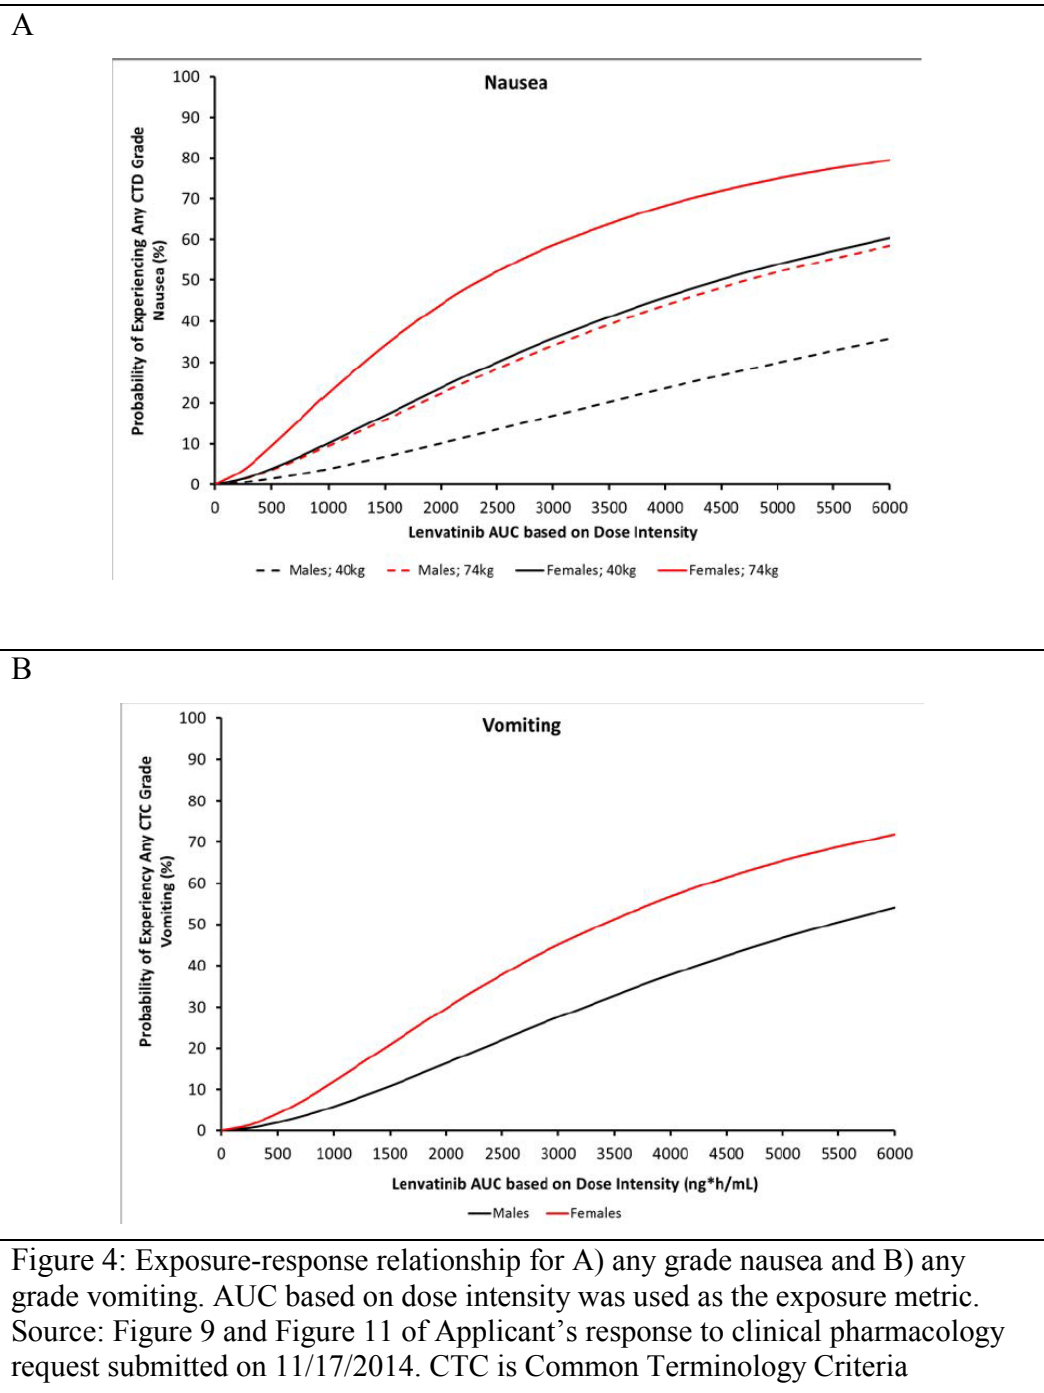 A
Nausea
100
90
80
70
60
50
40
30
20
10
0
Probability of Experiencing Any CTD Grade
Nausea (%)
0 500 1000 1500 2000 2500 3000 3500 4000 4500 5000 5500 6000
Lenvatinib AUC based on Dose Intensity
Males; 40kg Males; 74kg Females; 40kg Females; 74kg
B
Vomiting
100
90
80
70
60
50
40
30
20
10
0
Probability of Experiency Any CTC Grade
Vomiting (%)
0 500 1000 1500 2000 2500 3000 3500 4000 4500 5000 5500 6000
Lenvatinib AUC based on Dose Intensity (ng*h/mL)
Males Females
Figure 4: Exposure-response relationship for A) any grade nausea and B) any
grade vomiting. AUC based on dose intensity was used as the exposure metric.
Source: Figure 9 and Figure 11 of Applicant’s response to clinical pharmacology
request submitted on 11/17/2014. CTC is Common Terminology Criteria